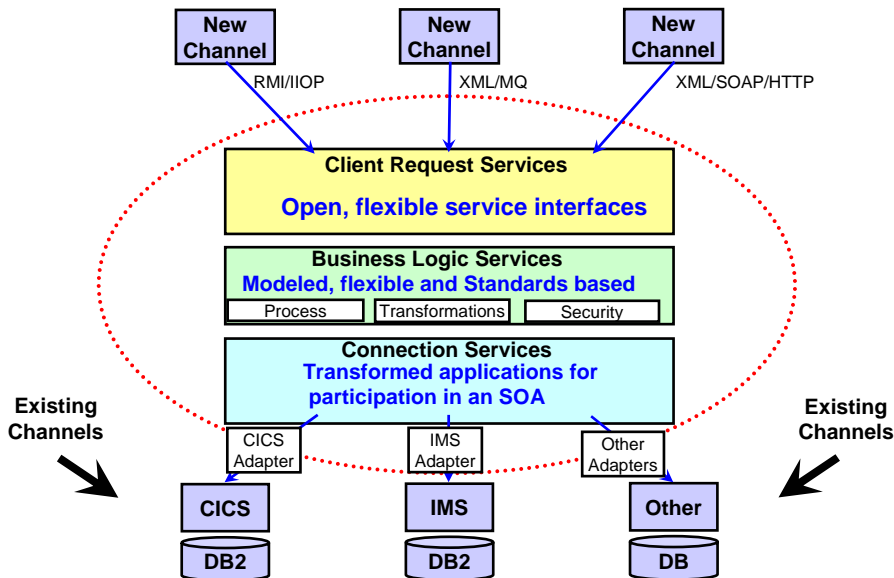 New
Channel
New
Channel
New
Channel
RMI/IIOP
XML/MQ
XML/SOAP/HTTP
Client Request Services
Open, flexible service interfaces
Business Logic Services
Modeled, flexible and Standards based
Process
Transformations
Security
Connection Services
Transformed applications for
participation in an SOA
Existing
Channels
Existing
Channels
CICS
Adapter
IMS
Adapter
Other
Adapters
CICS
IMS
Other
DB2
DB2
DB